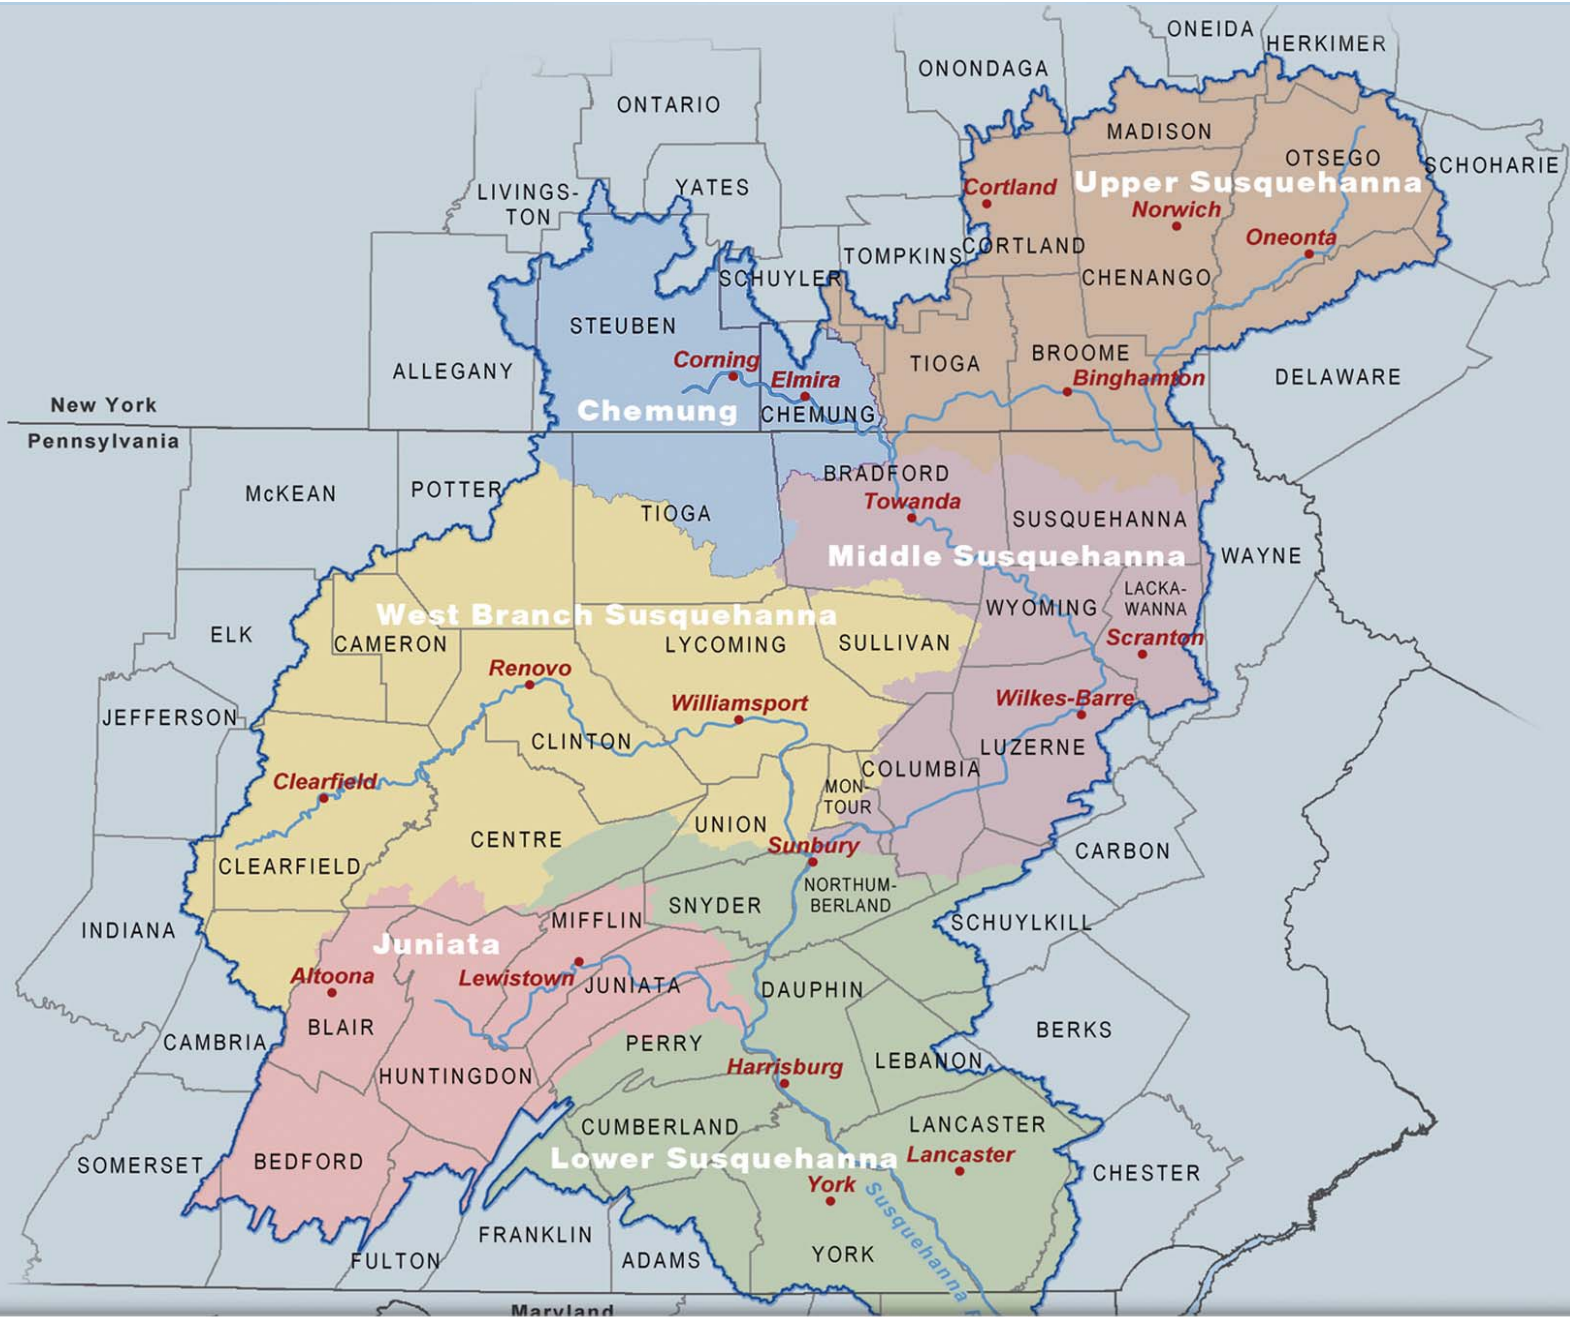 ONEIDA
HERKIMER
ONONDAGA
ONTARIO
MADISON
OTSEGO
SCHOHARIE
LIVINGS-
TON
YATES
Cortland
Upper Susquehanna
Norwich
Oneonta
TOMPKINS
CORTLAND
SCHUYLER
CHENANGO
STEUBEN
Corning
Elmira
TIOGA
BROOME
Binghamton
DELAWARE
ALLEGANY
New York
Chemung
CHEMUNG
Pennsylvania
McKEAN
POTTER
TIOGA
BRADFORD
Towanda
SUSQUEHANNA
Middle Susquehanna
WAYNE
LACKA-
WANNA
WYOMING
West Branch Susquehanna
ELK
CAMERON
LYCOMING
SULLIVAN
Scranton
Renovo
Williamsport
Wilkes-Barre
JEFFERSON
CLINTON
LUZERNE
COLUMBIA
Clearfield
MON-
TOUR
UNION
CENTRE
Sunbury
CARBON
CLEARFIELD
NORTHUM-
BERLAND
SNYDER
INDIANA
MIFFLIN
SCHUYLKILL
Juniata
Altoona
Lewistown
JUNIATA
DAUPHIN
BLAIR
CAMBRIA
PERRY
BERKS
HUNTINGDON
Harrisburg
LEBANON
CUMBERLAND
LANCASTER
SOMERSET
BEDFORD
Lower Susquehanna
Lancaster
CHESTER
York
Susquehanna
FRANKLIN
FULTON
ADAMS
YORK
Maryland